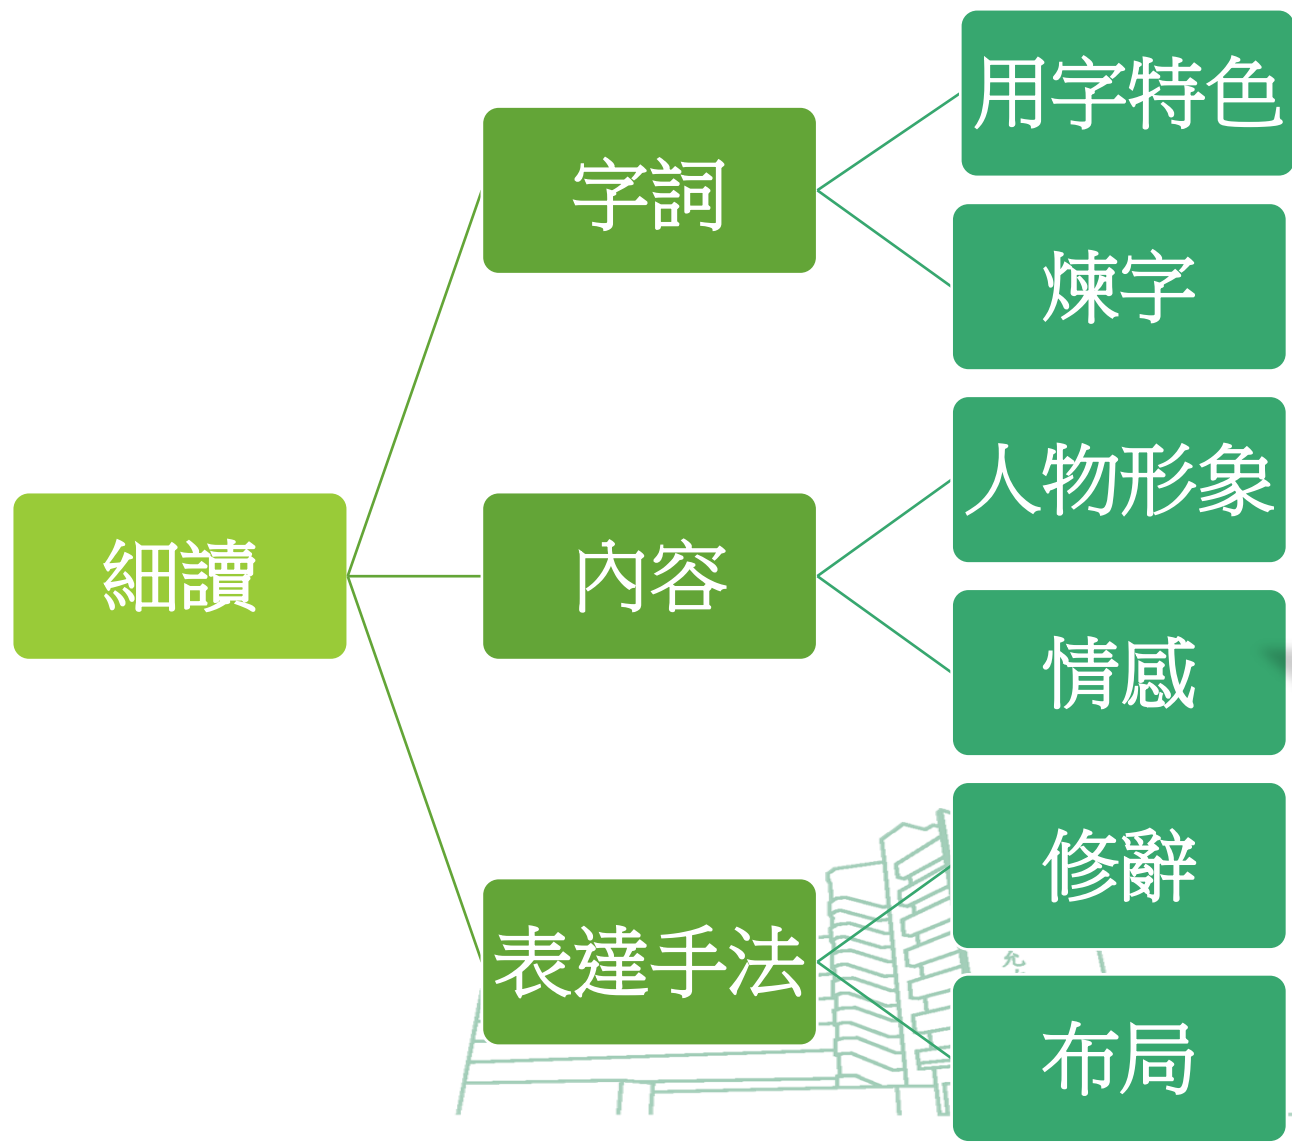 細讀
字詞
用字特色
煉字
內容
人物形象
情感
表達手法
修辭
布局